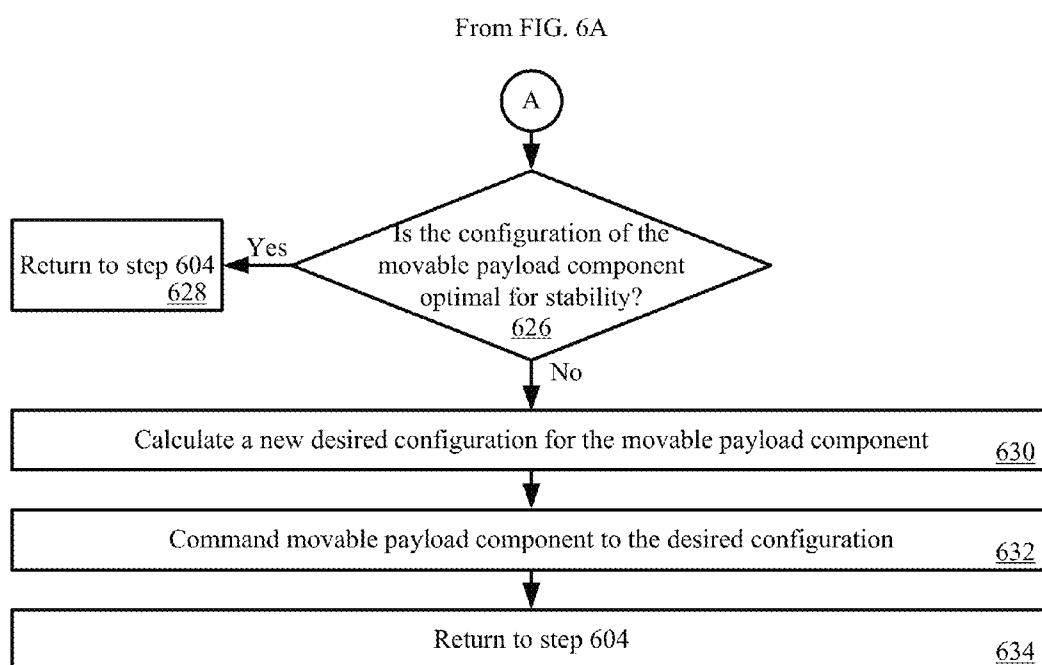 From FIG. 6A
A
Is the configuration of the
movable payload component
optimal for stability?
626
Yes
Return to step 604
628
No
Calculate a new desired configuration for the movable payload component
630
Command movable payload component to the desired configuration
632
Return to step 604
634